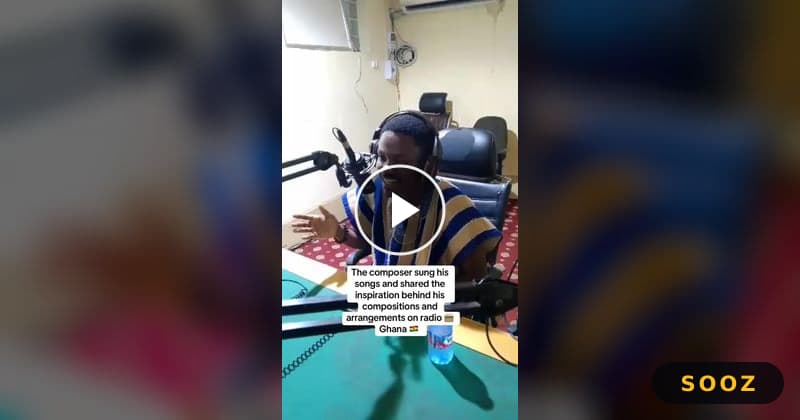 The composer sung his
songs and shared the
inspiration behind his
compositions and
arrangements on radio 📻
Ghana 🇬🇭
SOOZ